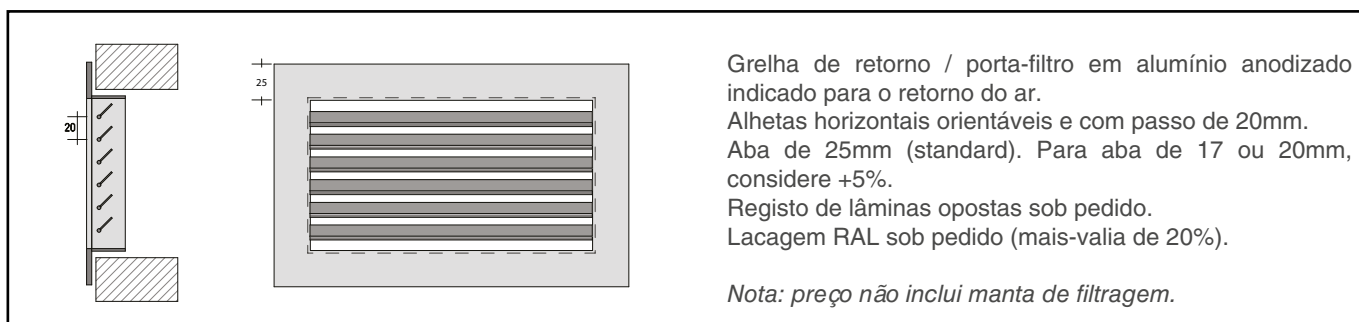 20
25
Grelha de retorno / porta-filtro em alumínio anodizado
indicado para o retorno do ar.
Alhetas horizontais orientáveis e com passo de 20mm.
Aba de 25mm (standard). Para aba de 17 ou 20mm,
considere +5%.
Registo de lâminas opostas sob pedido.
Lacagem RAL sob pedido (mais-valia de 20%).
Nota: preço não inclui manta de filtragem.